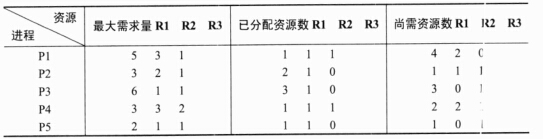 资源 最大需求量 R1 R2 R3 已分配资源数 R1 R2 R3 尚需资源数 R1 R2 R3
进程
P1 5 3 1 1 1 1 4 2 0
P2 3 2 1 2 1 0 1 1 1
P3 6 1 1 3 1 0 3 0 1
P4 3 3 2 1 1 1 2 2
P5 2 1 1 1 1 0 1 0 1